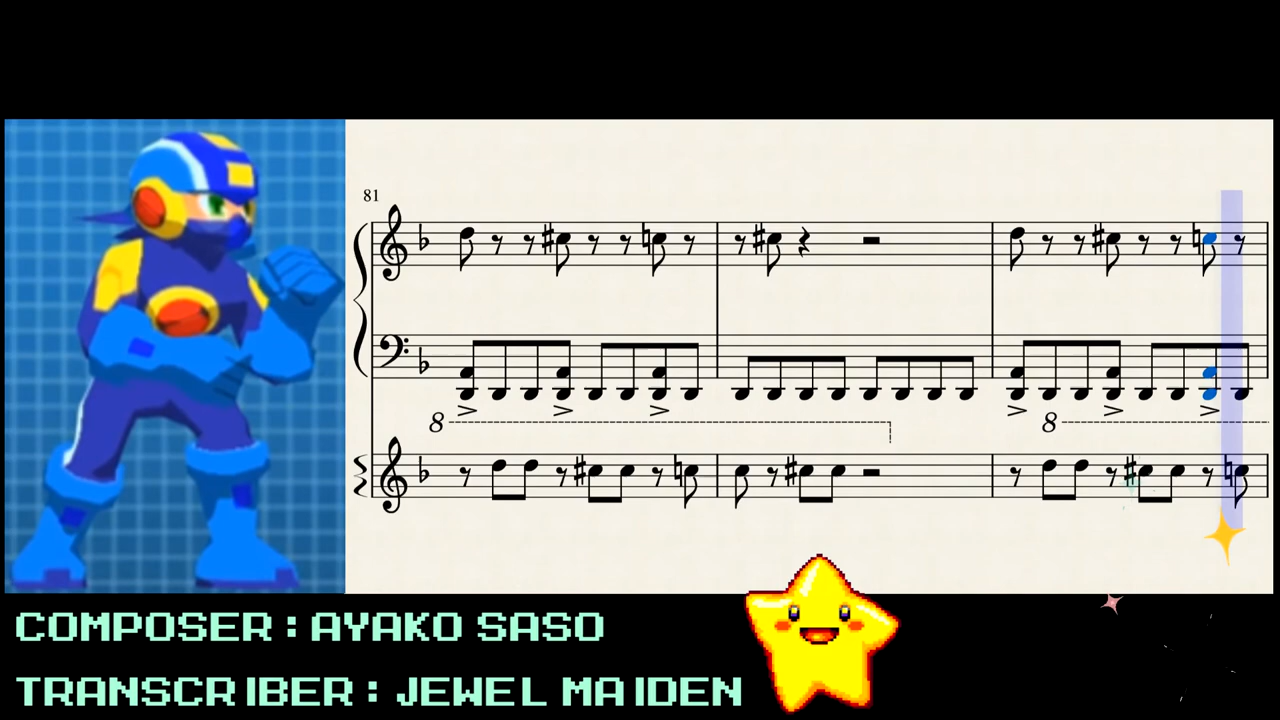 81
8
8
COMPOSER : AYAKO SASO
TRANSCRIBER : JEWEL MAIDEN